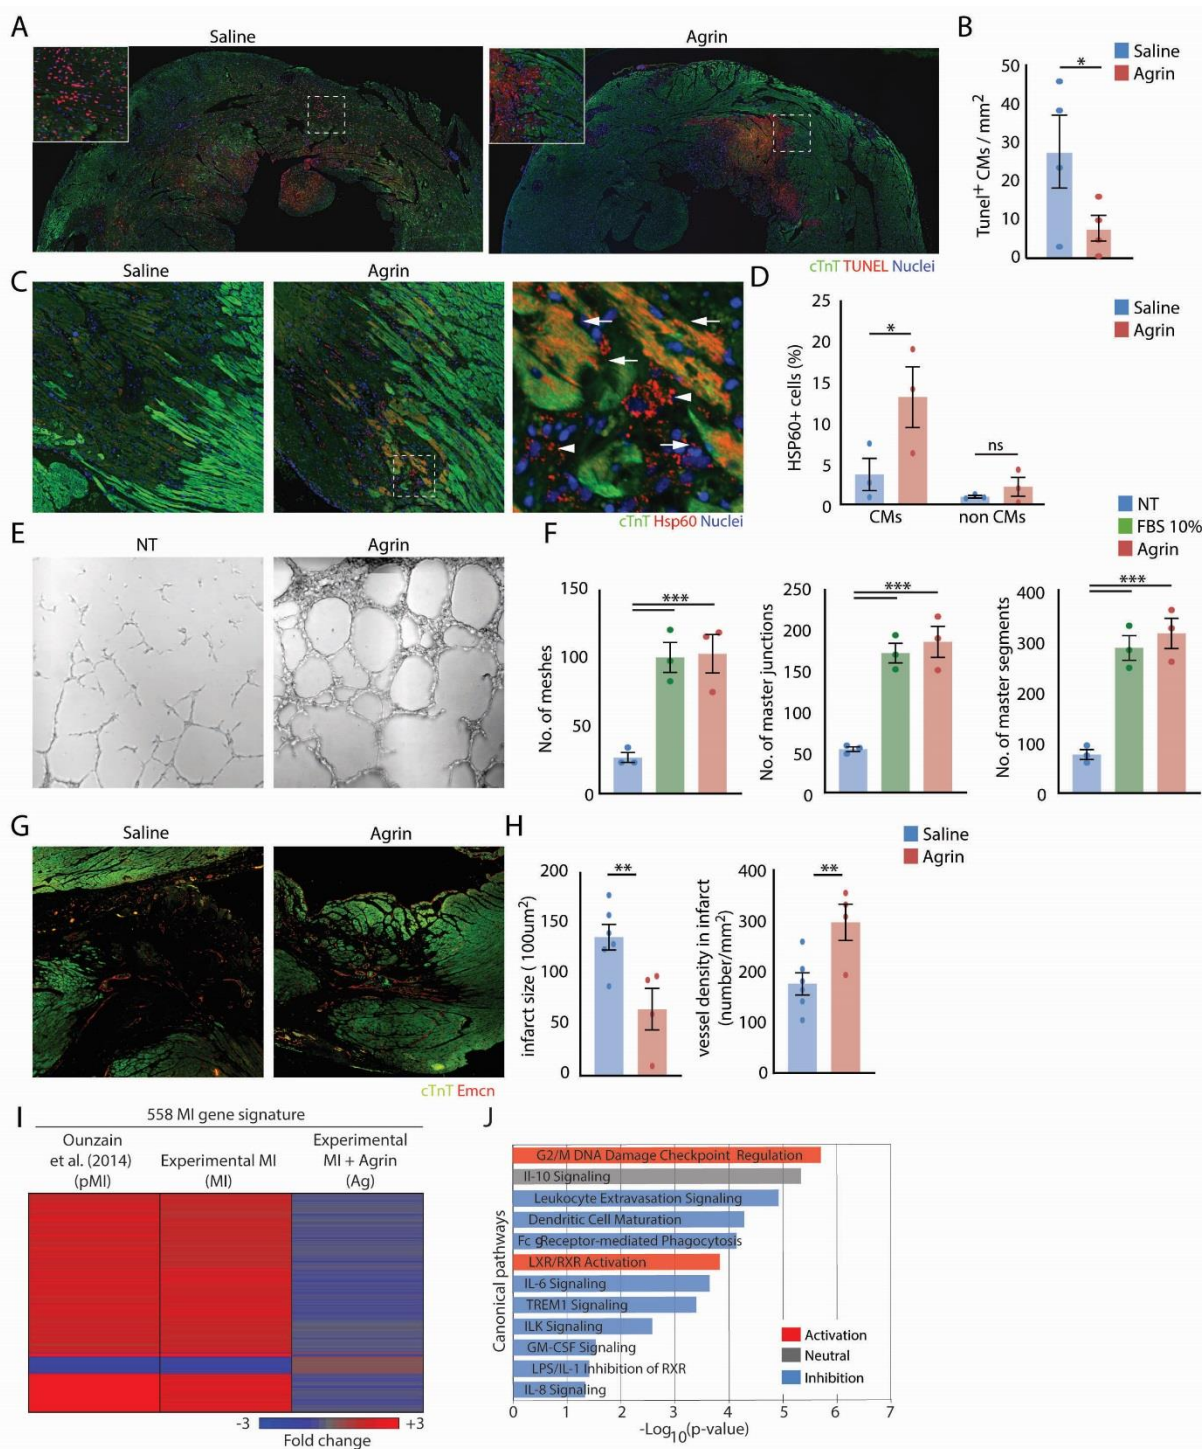 A
Saline
Agrin
cTnT TUNEL Nuclei
B
Saline
Agrin
*
Tunel+ CMs / mm2
50
40
30
20
10
0
C
Saline
Agrin
cTnT Hsp60 Nuclei
D
Saline
Agrin
HSP60+ cells (%)
25
20
15
10
5
0
*
ns
CMs
non CMs
E
NT
Agrin
F
NT
FBS 10%
Agrin
No. of meshes
150
100
50
0
***
No. of master junctions
250
200
150
100
50
0
***
No. of master segments
400
300
200
100
0
***
G
Saline
Agrin
cTnT Emcn
H
Saline
Agrin
infarct size ( 100um2)
200
150
100
50
0
**
vessel density in infarct
(number/mm2)
400
300
200
100
0
**
I
558 MI gene signature
Ounzain
et al. (2014)
(pMI)
Experimental MI
(MI)
Experimental
MI + Agrin
(Ag)
-3
+3
Fold change
J
Canonical pathways
G2/M DNA Damage Checkpoint Regulation
Il-10 Signaling
Leukocyte Extravasation Signaling
Dendritic Cell Maturation
Fc gReceptor-mediated Phagocytosis
LXR/RXR Activation
IL-6 Signaling
TREM1 Signaling
ILK Signaling
GM-CSF Signaling
LPS/IL-1 Inhibition of RXR
IL-8 Signaling
Activation
Neutral
Inhibition
0 1 2 3 4 5 6 7
-Log10(p-value)